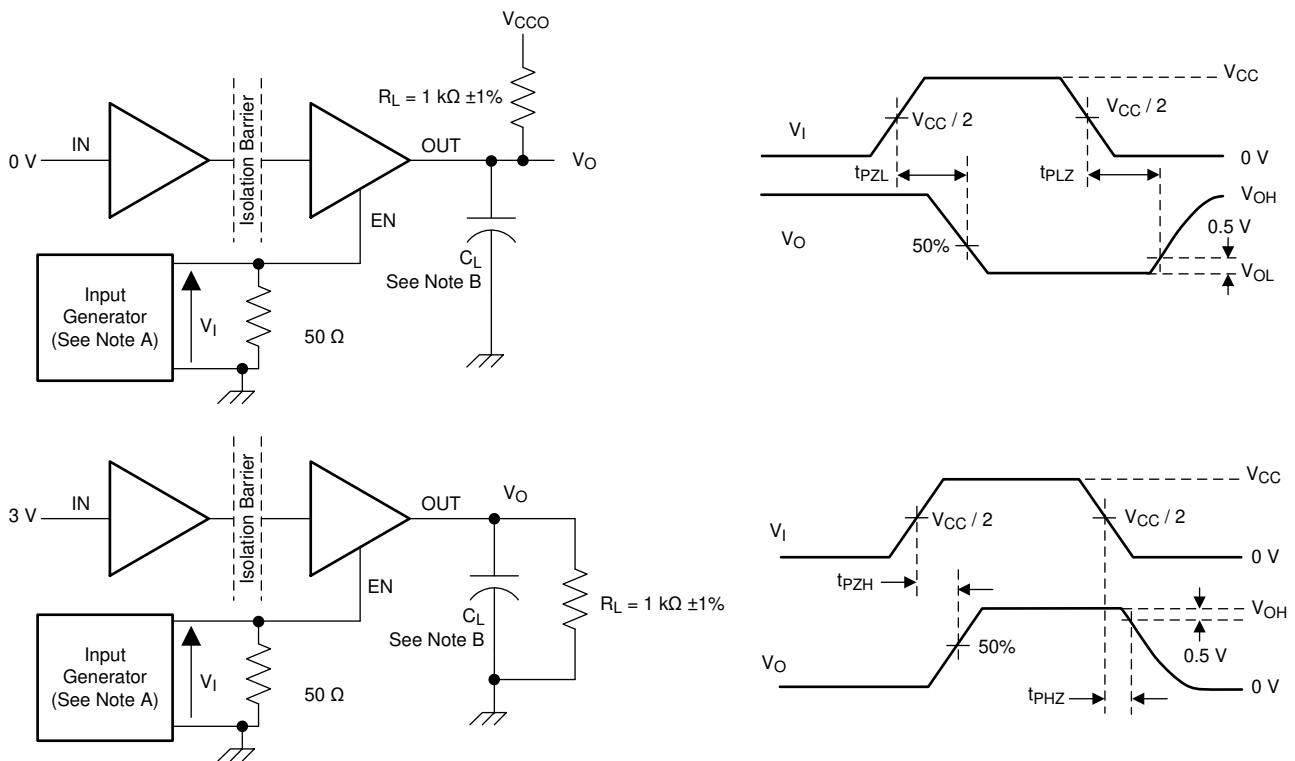 VCCO
RL = 1 kΩ ±1%
0 V
IN
Isolation Barrier
OUT
VO
EN
CL
See Note B
Input
Generator
(See Note A)
VI
50 Ω
VCC
VI
VCC / 2
VCC / 2
0 V
tPZL
tPLZ
VOH
0.5 V
VO
50%
VOL
3 V
IN
Isolation Barrier
OUT
VO
EN
CL
See Note B
RL = 1 kΩ ±1%
Input
Generator
(See Note A)
VI
50 Ω
VCC
VI
VCC / 2
VCC / 2
0 V
tPZH
VOH
50%
0.5 V
VO
tPHZ
0 V